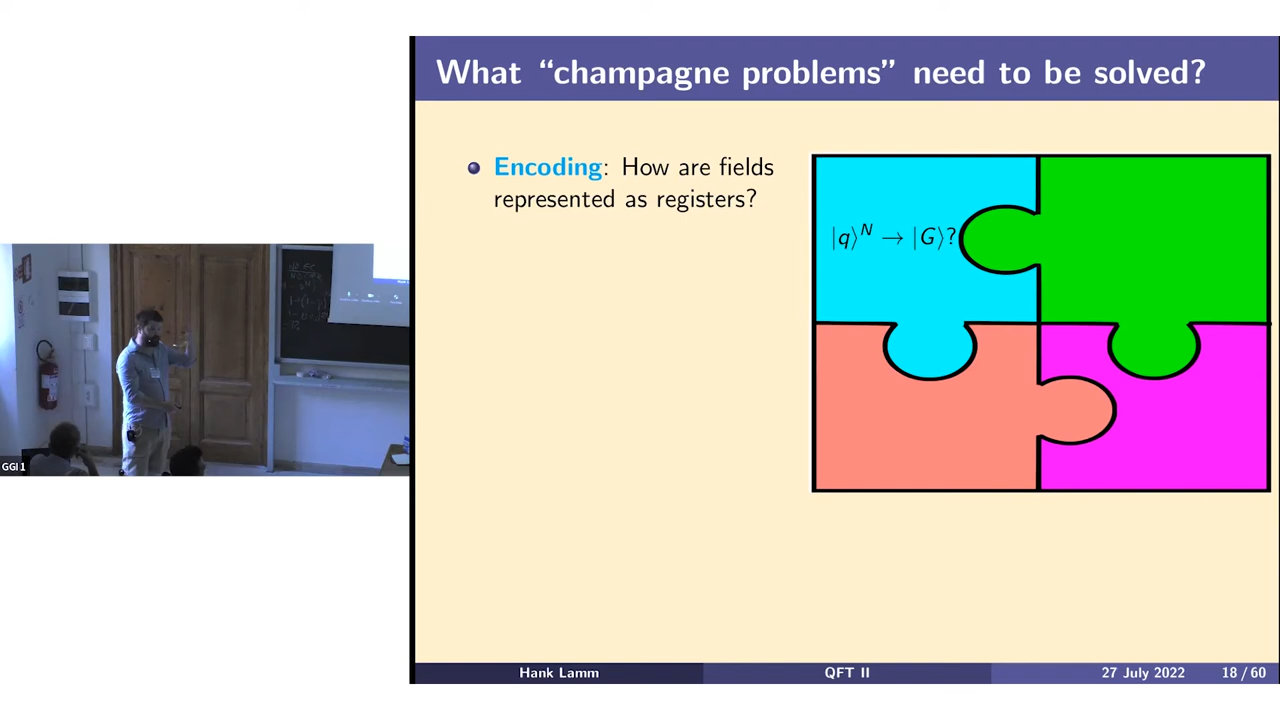 What “champagne problems” need to be solved?
Encoding: How are fields
represented as registers?
|q⟩^N → |G⟩?
GGI 1
Hank Lamm
QFT II
27 July 2022
18 / 60